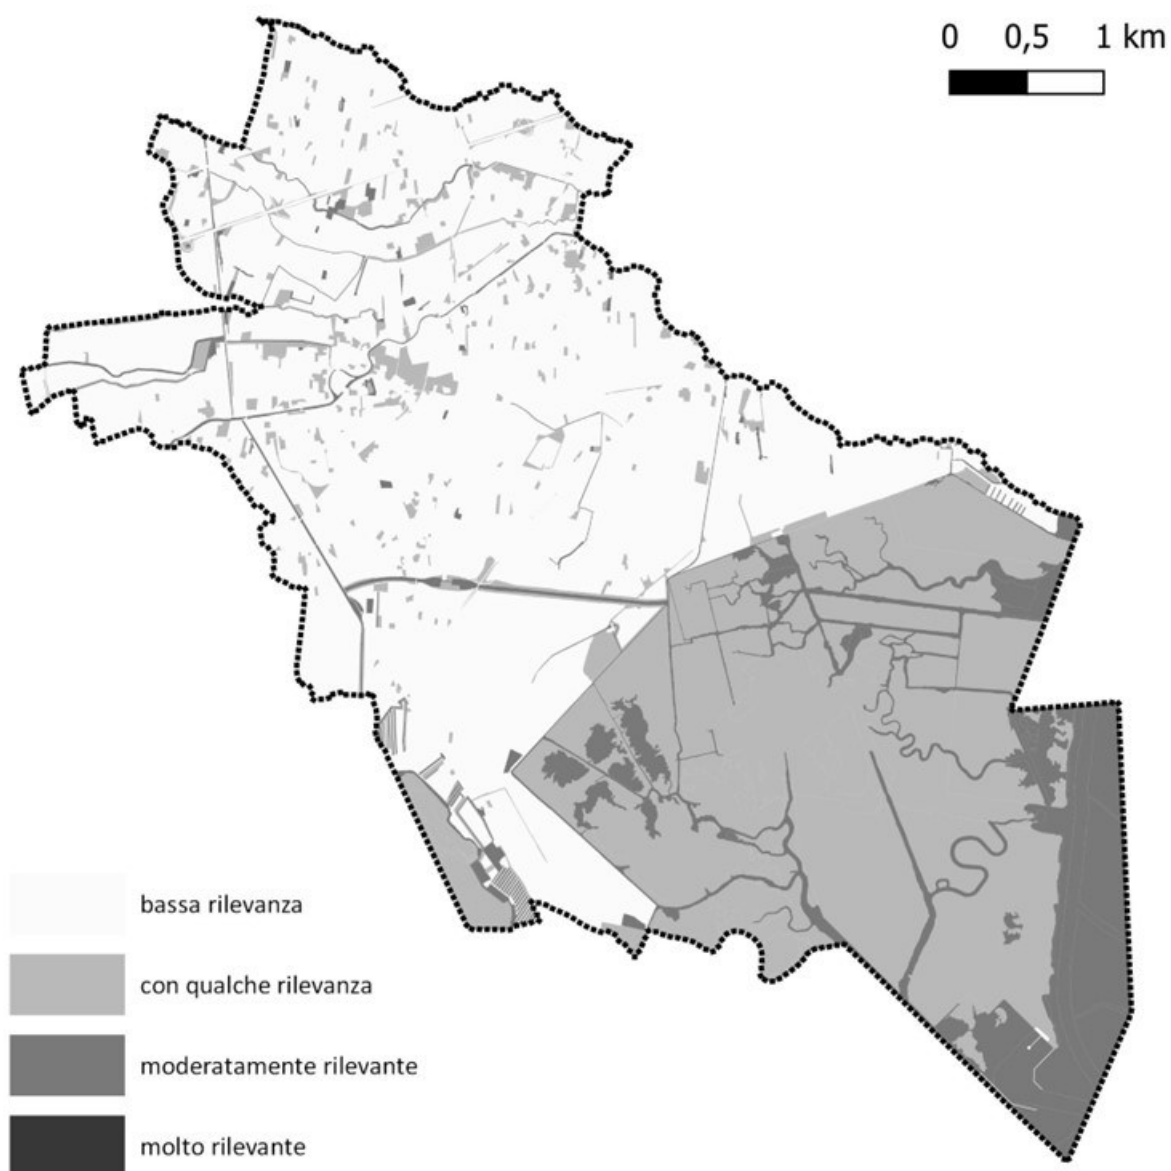 0 0,5 1 km
bassa rilevanza
con qualche rilevanza
moderatamente rilevante
molto rilevante